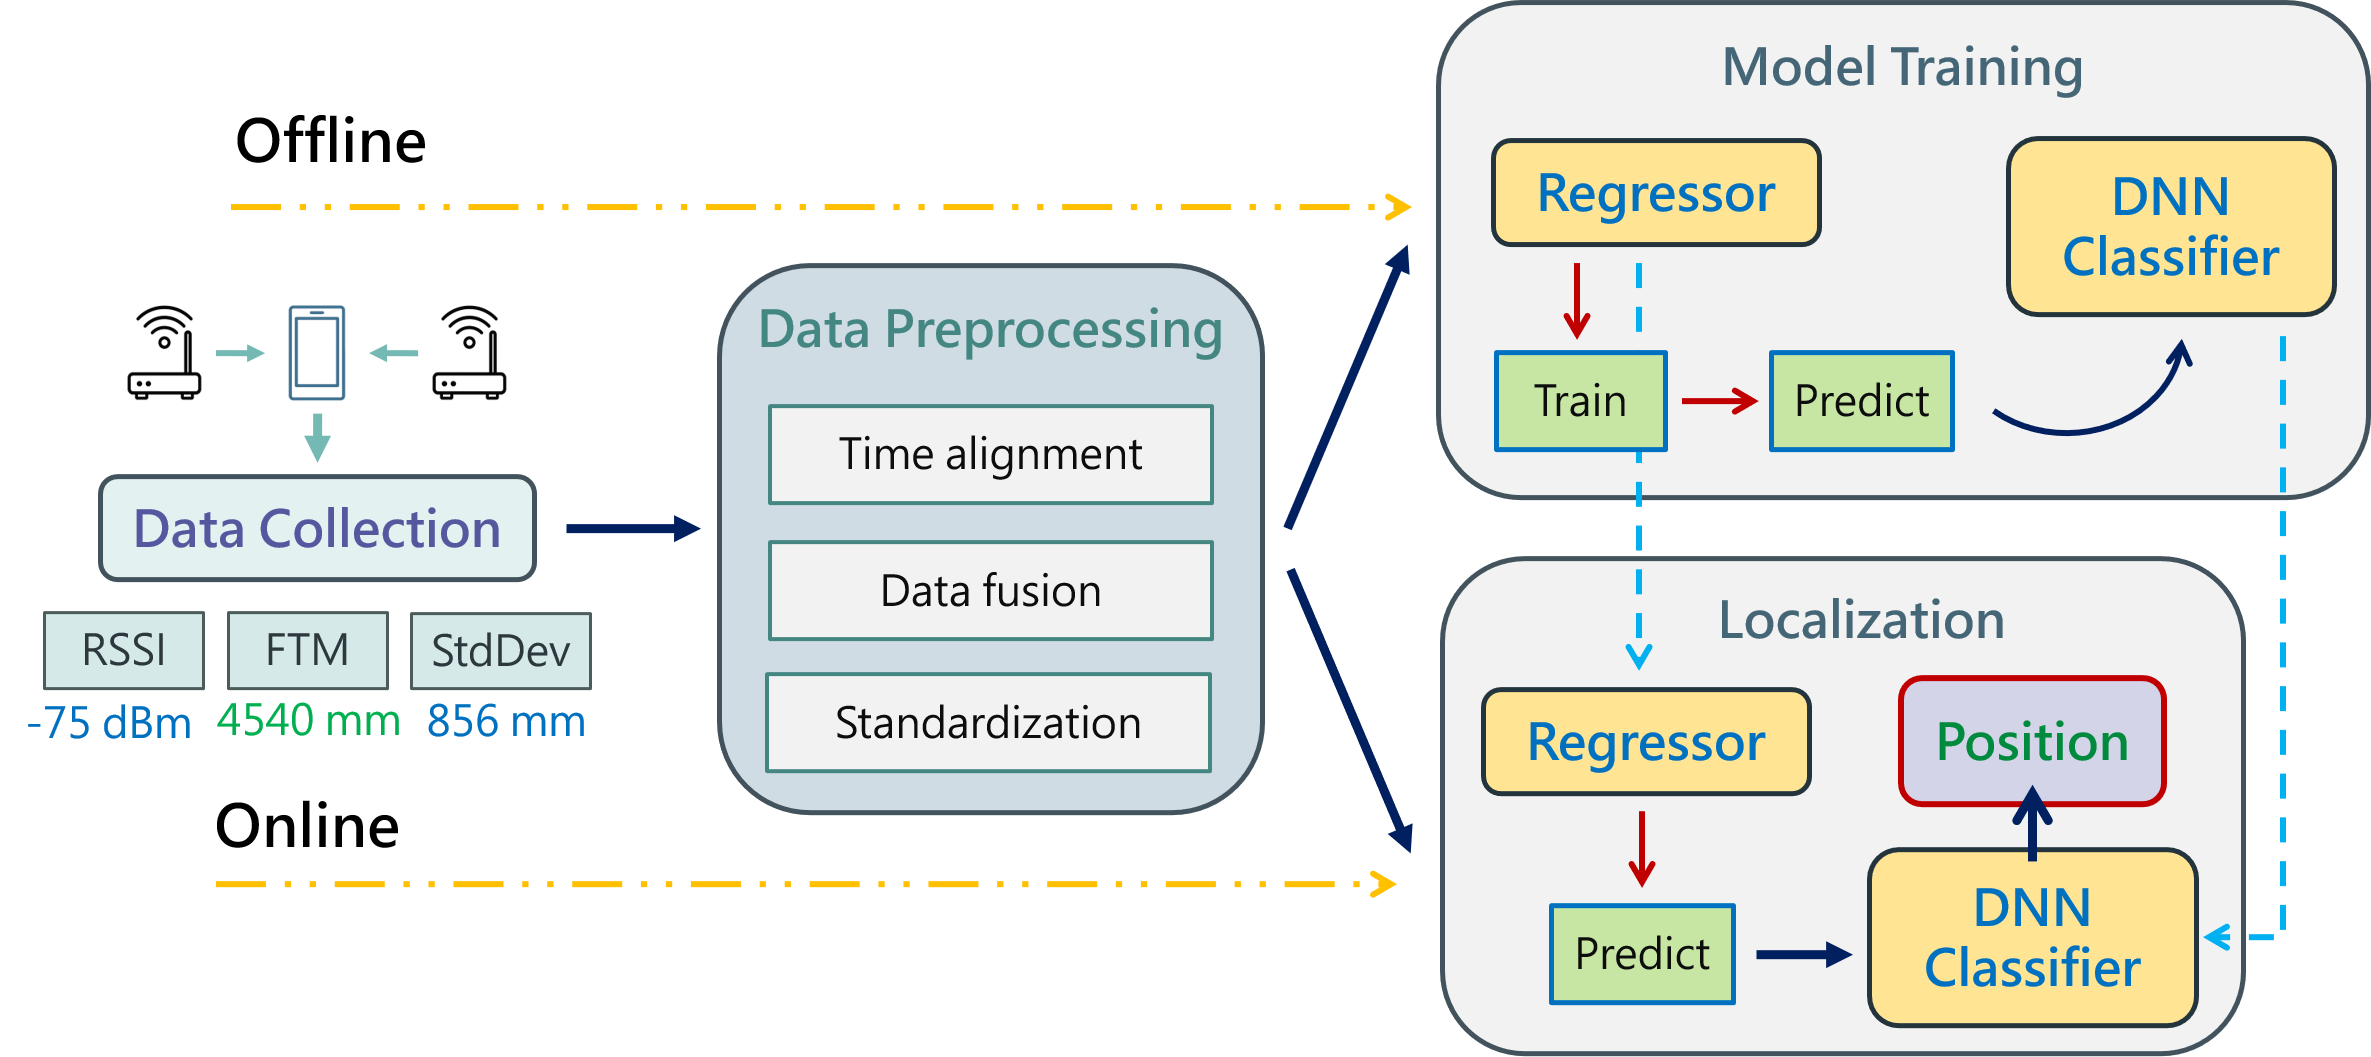 Offline
Data Collection
RSSI
FTM
StdDev
-75 dBm
4540 mm
856 mm
Online
Data Preprocessing
Time alignment
Data fusion
Standardization
Model Training
Regressor
DNN
Classifier
Train
Predict
Localization
Regressor
Position
Predict
DNN
Classifier